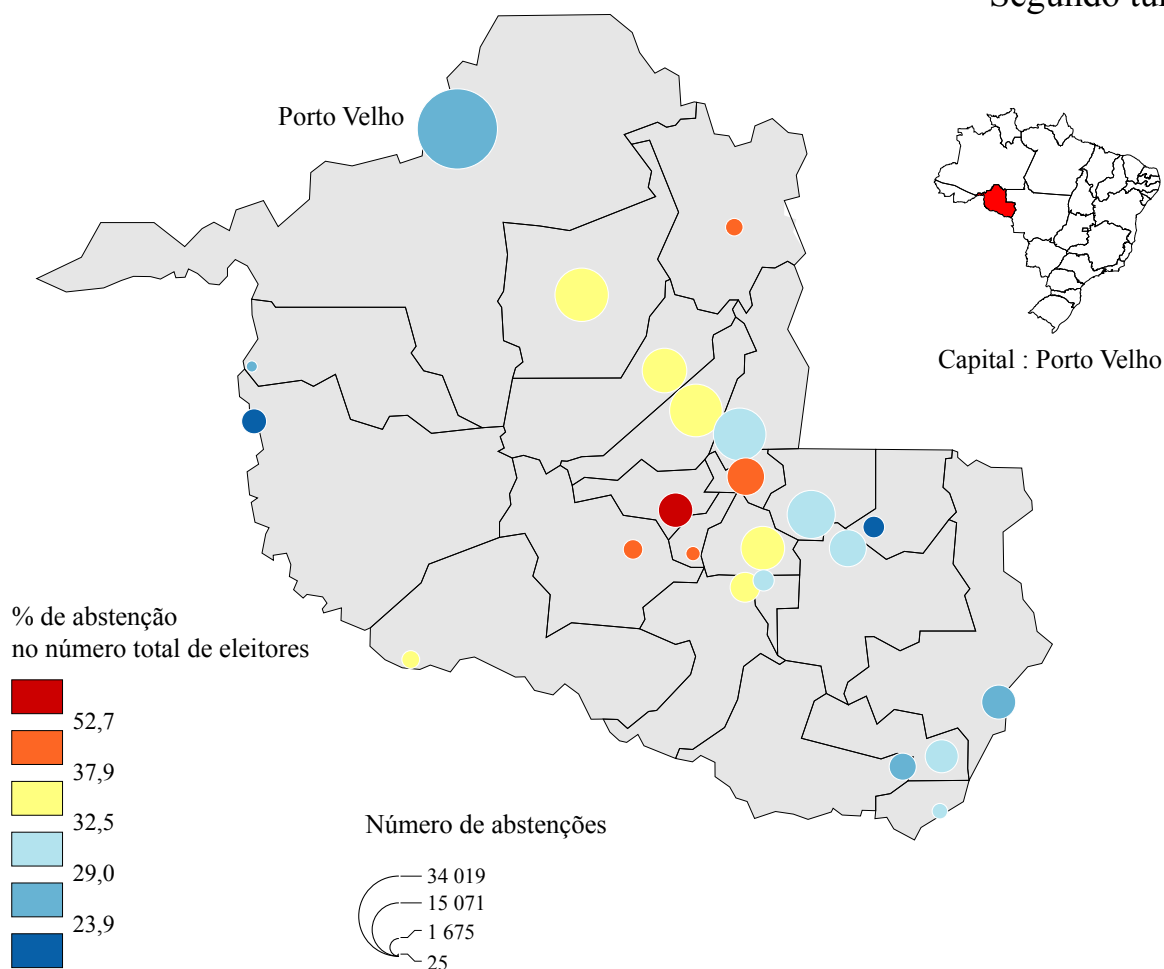 Segundo
Porto Velho
Capital : Porto Velho
% de abstenção
no número total de eleitores
52,7
37,9
32,5
29,0
23,9
Número de abstenções
34 019
15 071
1 675
25